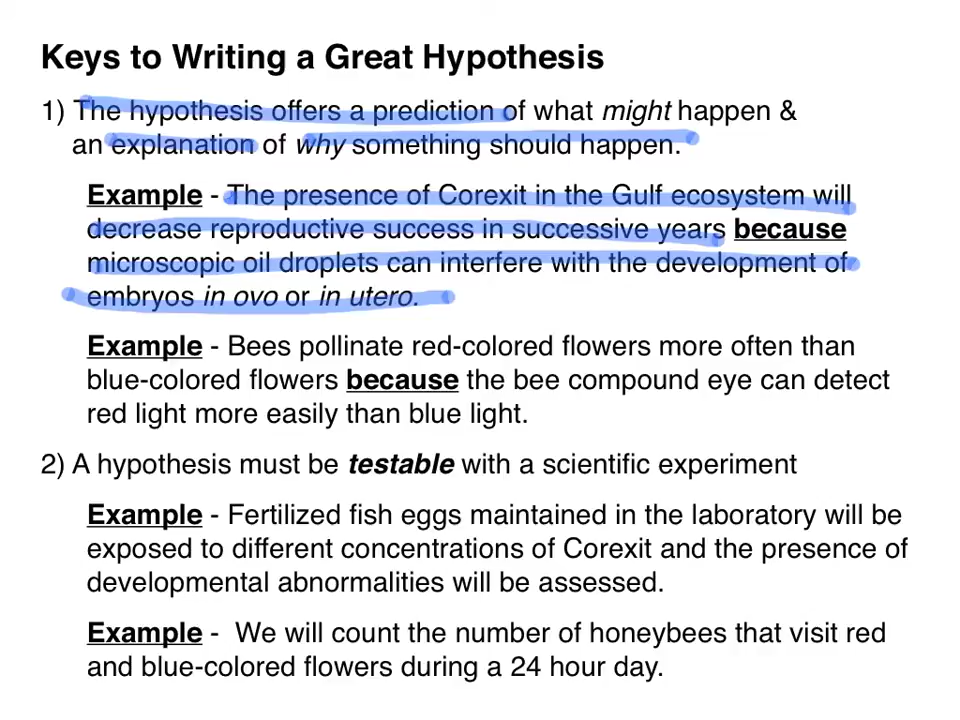 Keys to Writing a Great Hypothesis
1) The hypothesis offers a prediction of what might happen &
an explanation of why something should happen.
Example - The presence of Corexit in the Gulf ecosystem will
decrease reproductive success in successive years because
microscopic oil droplets can interfere with the development of
embryos in ovo or in utero.
Example - Bees pollinate red-colored flowers more often than
blue-colored flowers because the bee compound eye can detect
red light more easily than blue light.
2) A hypothesis must be testable with a scientific experiment
Example - Fertilized fish eggs maintained in the laboratory will be
exposed to different concentrations of Corexit and the presence of
developmental abnormalities will be assessed.
Example - We will count the number of honeybees that visit red
and blue-colored flowers during a 24 hour day.